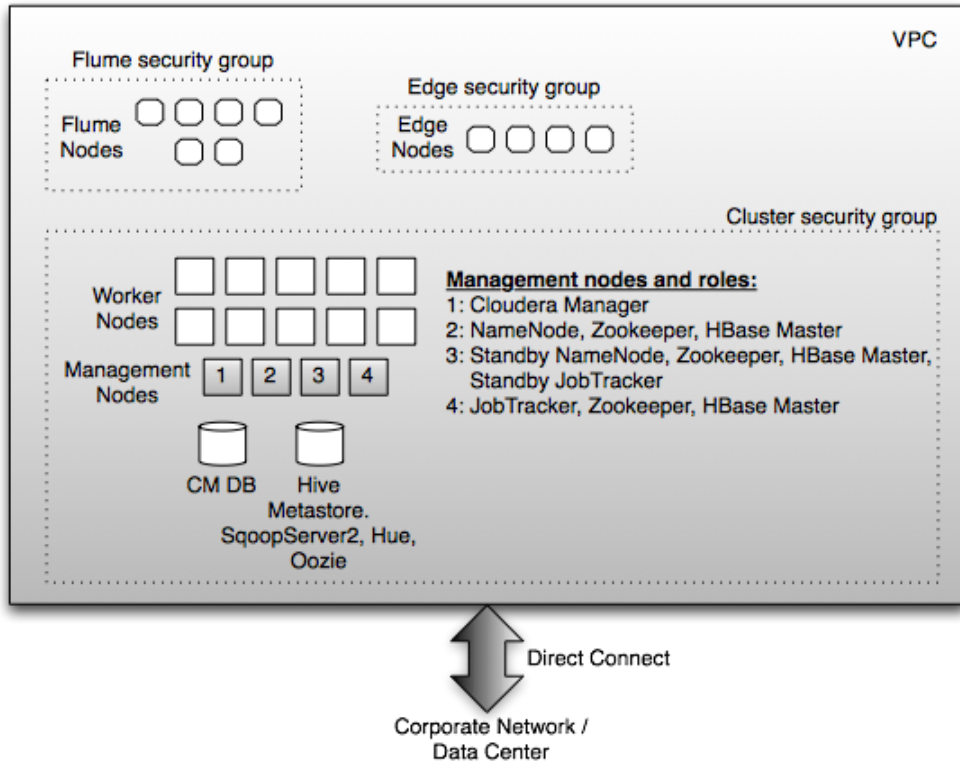 VPC
Flume security group
Flume
Nodes
Edge security group
Edge
Nodes
Cluster security group
Worker
Nodes
Management
Nodes
1 2 3 4
Management nodes and roles:
1: Cloudera Manager
2: NameNode, Zookeeper, HBase Master
3: Standby NameNode, Zookeeper, HBase Master,
Standby JobTracker
4: JobTracker, Zookeeper, HBase Master
CM DB
Hive
Metastore.
SqoopServer2, Hue,
Oozie
Direct Connect
Corporate Network /
Data Center